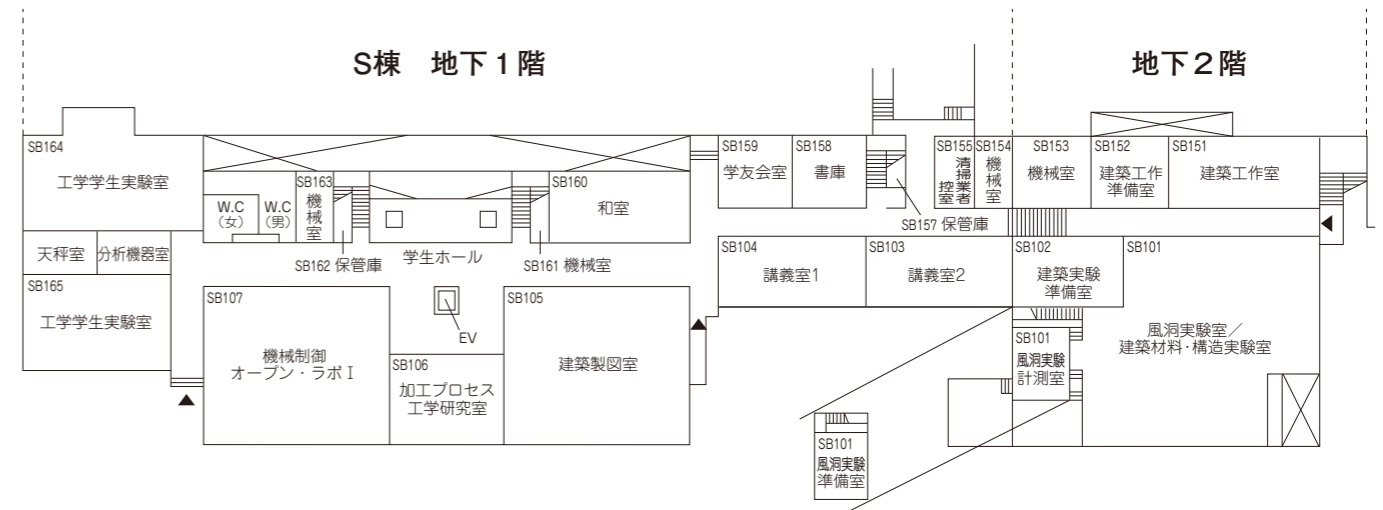 S棟　地下1階
地下2階
SB164
工学学生実験室
W.C
(女)
W.C
(男)
SB163
機械室
SB160
和室
SB159
学友会室
SB158
書庫
SB155
清掃業者
控室
SB154
機械室
SB153
機械室
SB152
建築工作
準備室
SB151
建築工作室
SB157 保管庫
天秤室
分析機器室
SB162 保管庫
学生ホール
SB161 機械室
SB104
講義室1
SB103
講義室2
SB102
建築実験
準備室
SB101
風洞実験室／
建築材料・構造実験室
SB165
工学学生実験室
SB107
機械制御
オープン・ラボⅠ
EV
SB106
加工プロセス
工学研究室
SB105
建築製図室
SB101
風洞実験
計測室
SB101
風洞実験
準備室